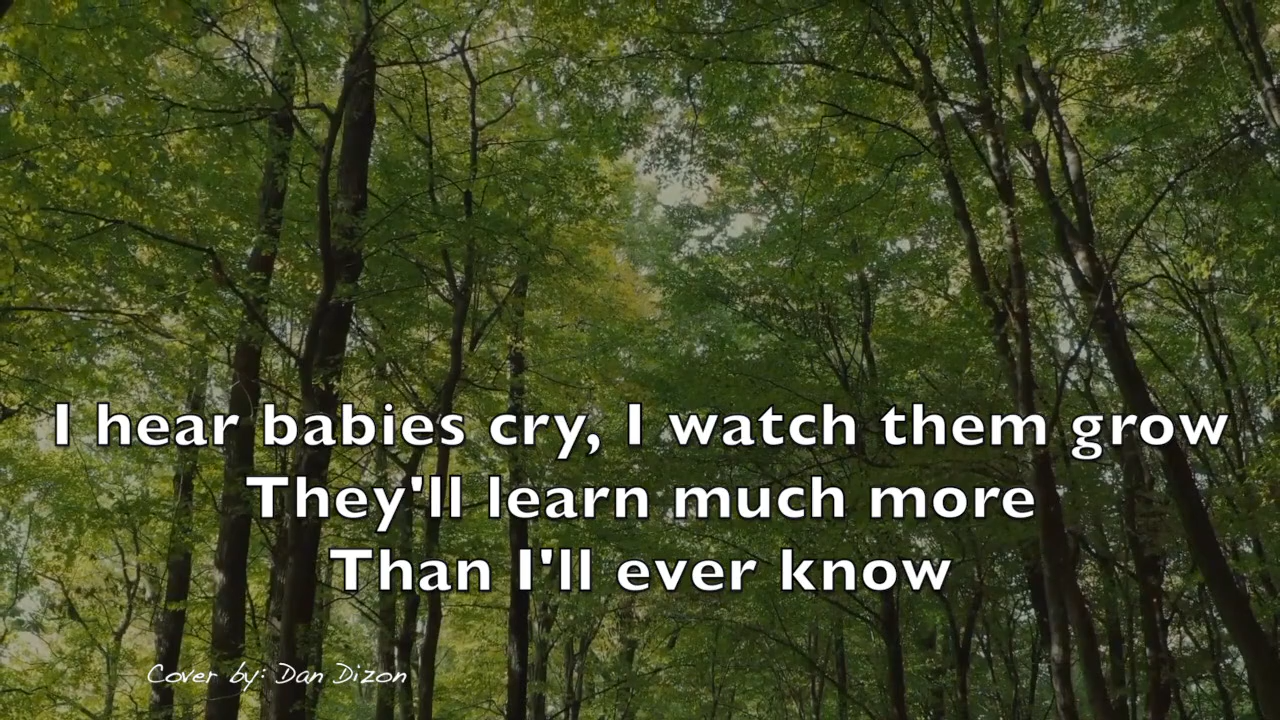 I hear babies cry, I watch them grow
They'll learn much more
Than I'll ever know
Cover by: Dan Dizon